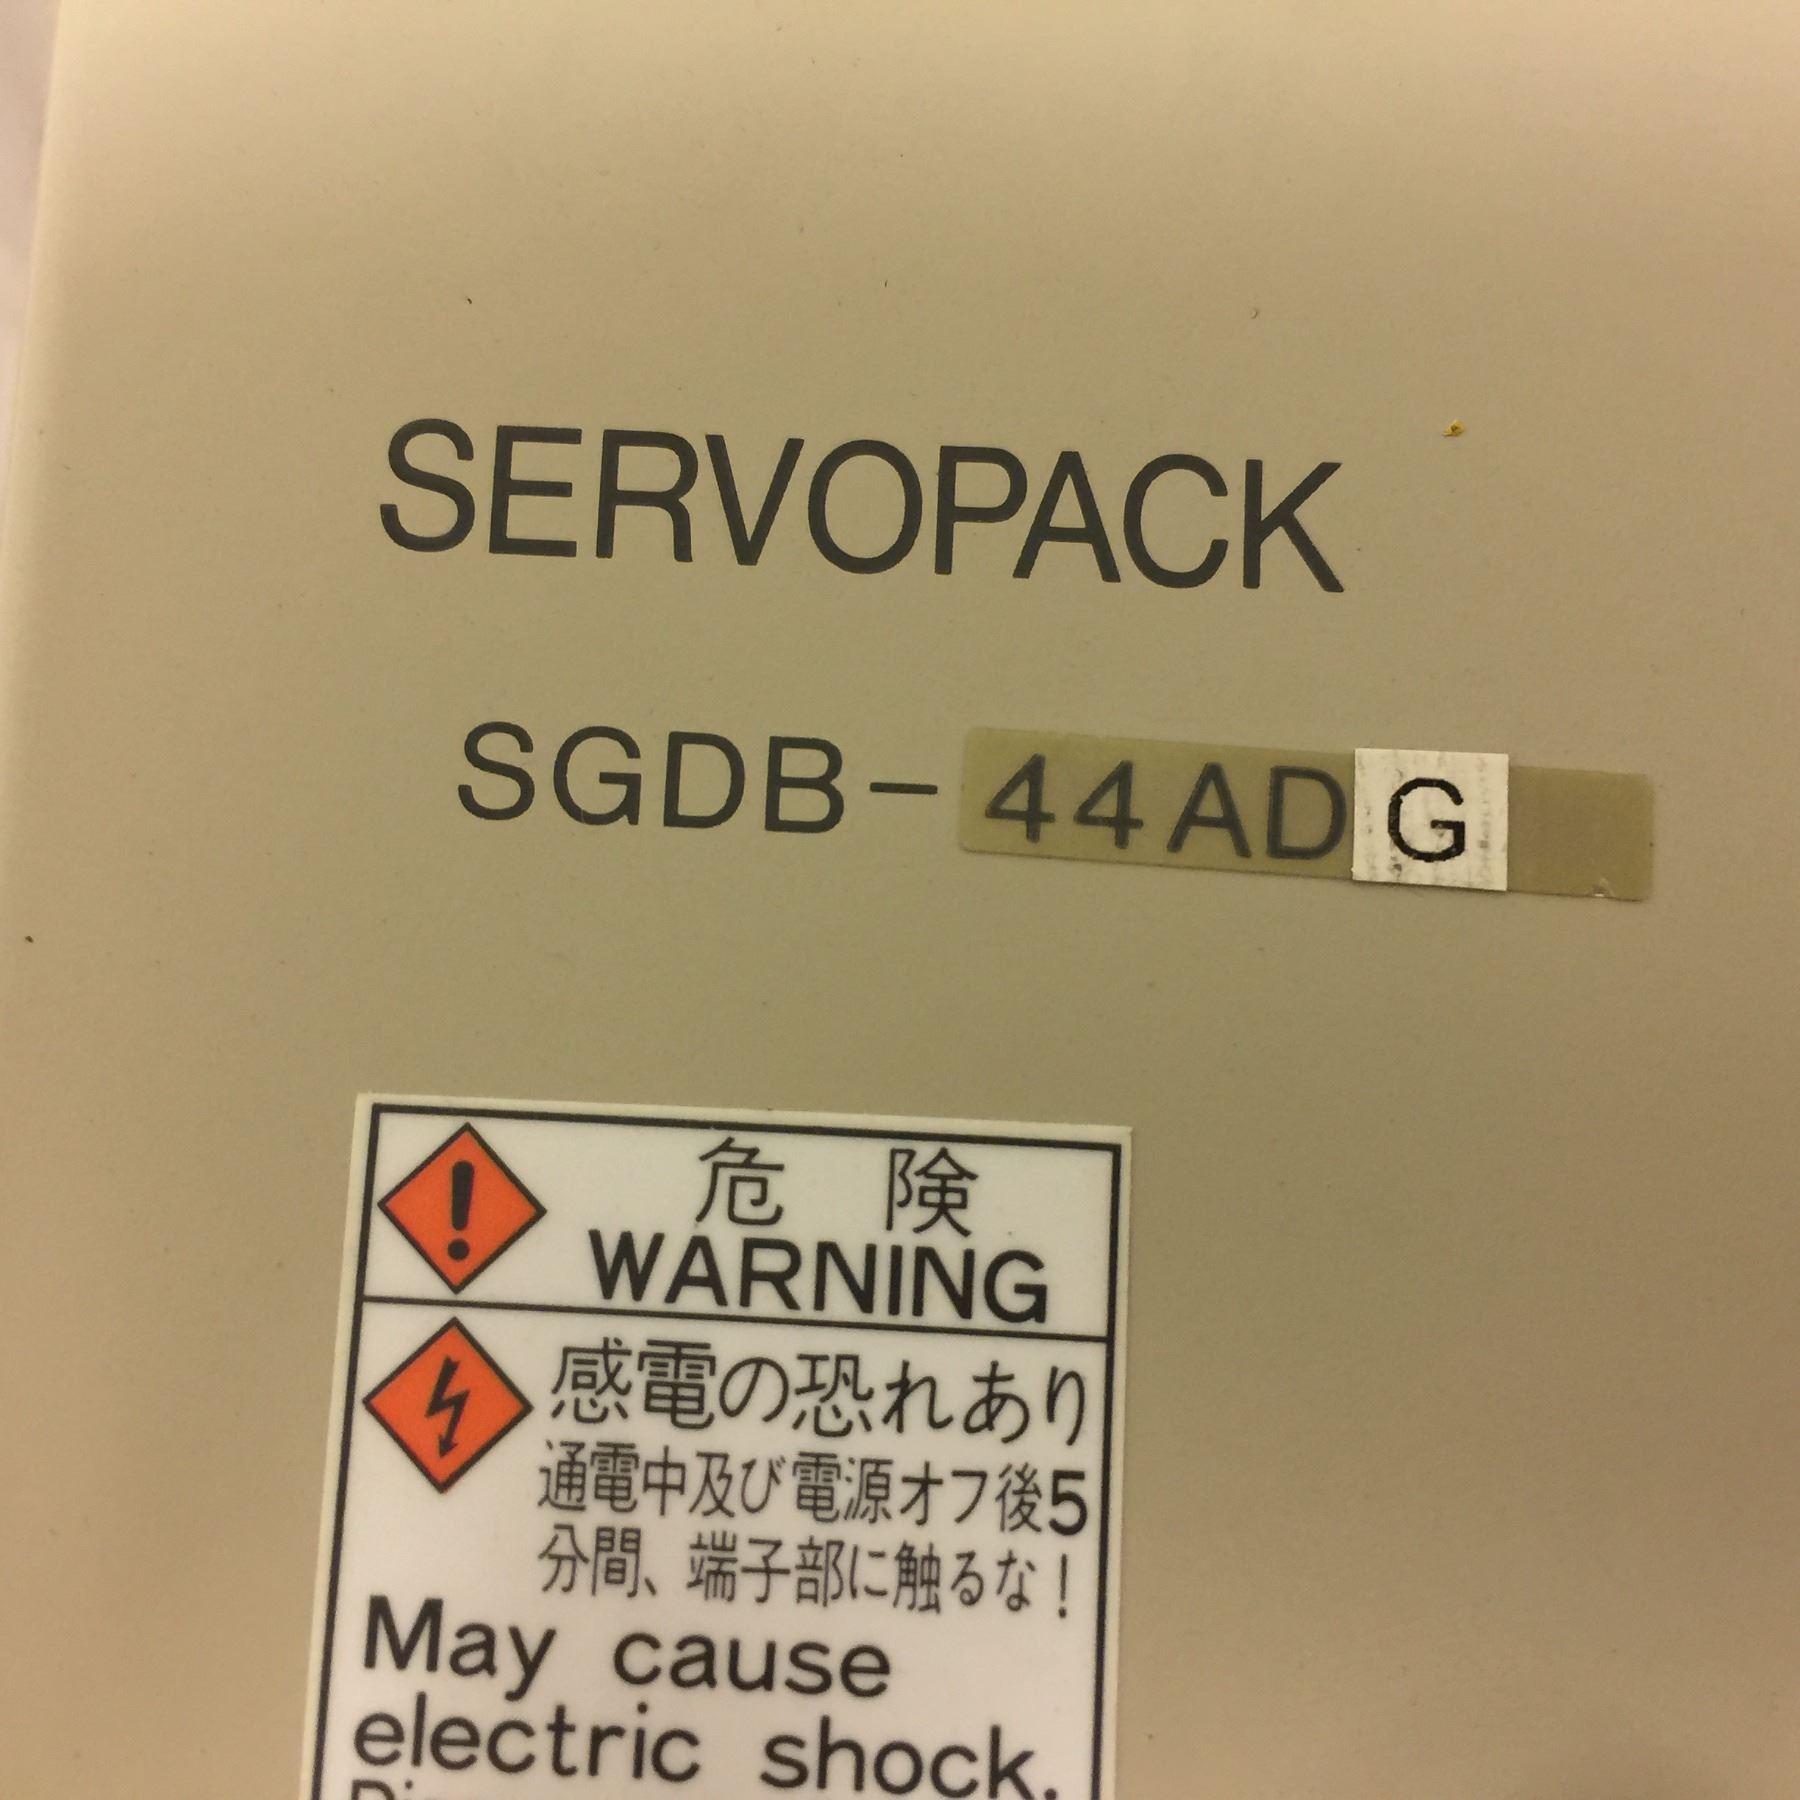 SERVOPACK
SGDB-44ADG
危険
WARNING
感電の恐れあり
通電中及び電源オフ後5
分間、端子部に触るな!
May cause
electric shock.